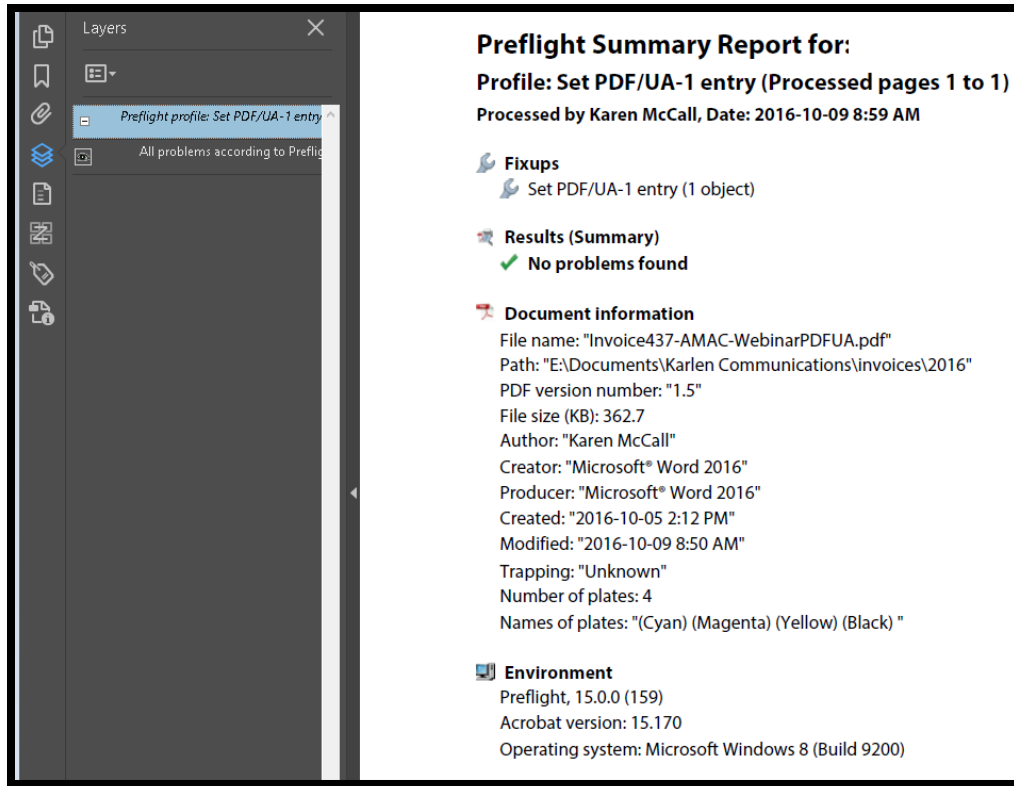 Layers
Preflight profile: Set PDF/UA-1 entry
All problems according to Preflig
Preflight Summary Report for:
Profile: Set PDF/UA-1 entry (Processed pages 1 to 1)
Processed by Karen McCall, Date: 2016-10-09 8:59 AM
Fixups
Set PDF/UA-1 entry (1 object)
Results (Summary)
No problems found
Document information
File name: "Invoice437-AMAC-WebinarPDFUA.pdf"
Path: "E:\Documents\Karlen Communications\invoices\2016"
PDF version number: "1.5"
File size (KB): 362.7
Author: "Karen McCall"
Creator: "Microsoft® Word 2016"
Producer: "Microsoft® Word 2016"
Created: "2016-10-05 2:12 PM"
Modified: "2016-10-09 8:50 AM"
Trapping: "Unknown"
Number of plates: 4
Names of plates: "(Cyan) (Magenta) (Yellow) (Black) "
Environment
Preflight, 15.0.0 (159)
Acrobat version: 15.170
Operating system: Microsoft Windows 8 (Build 9200)